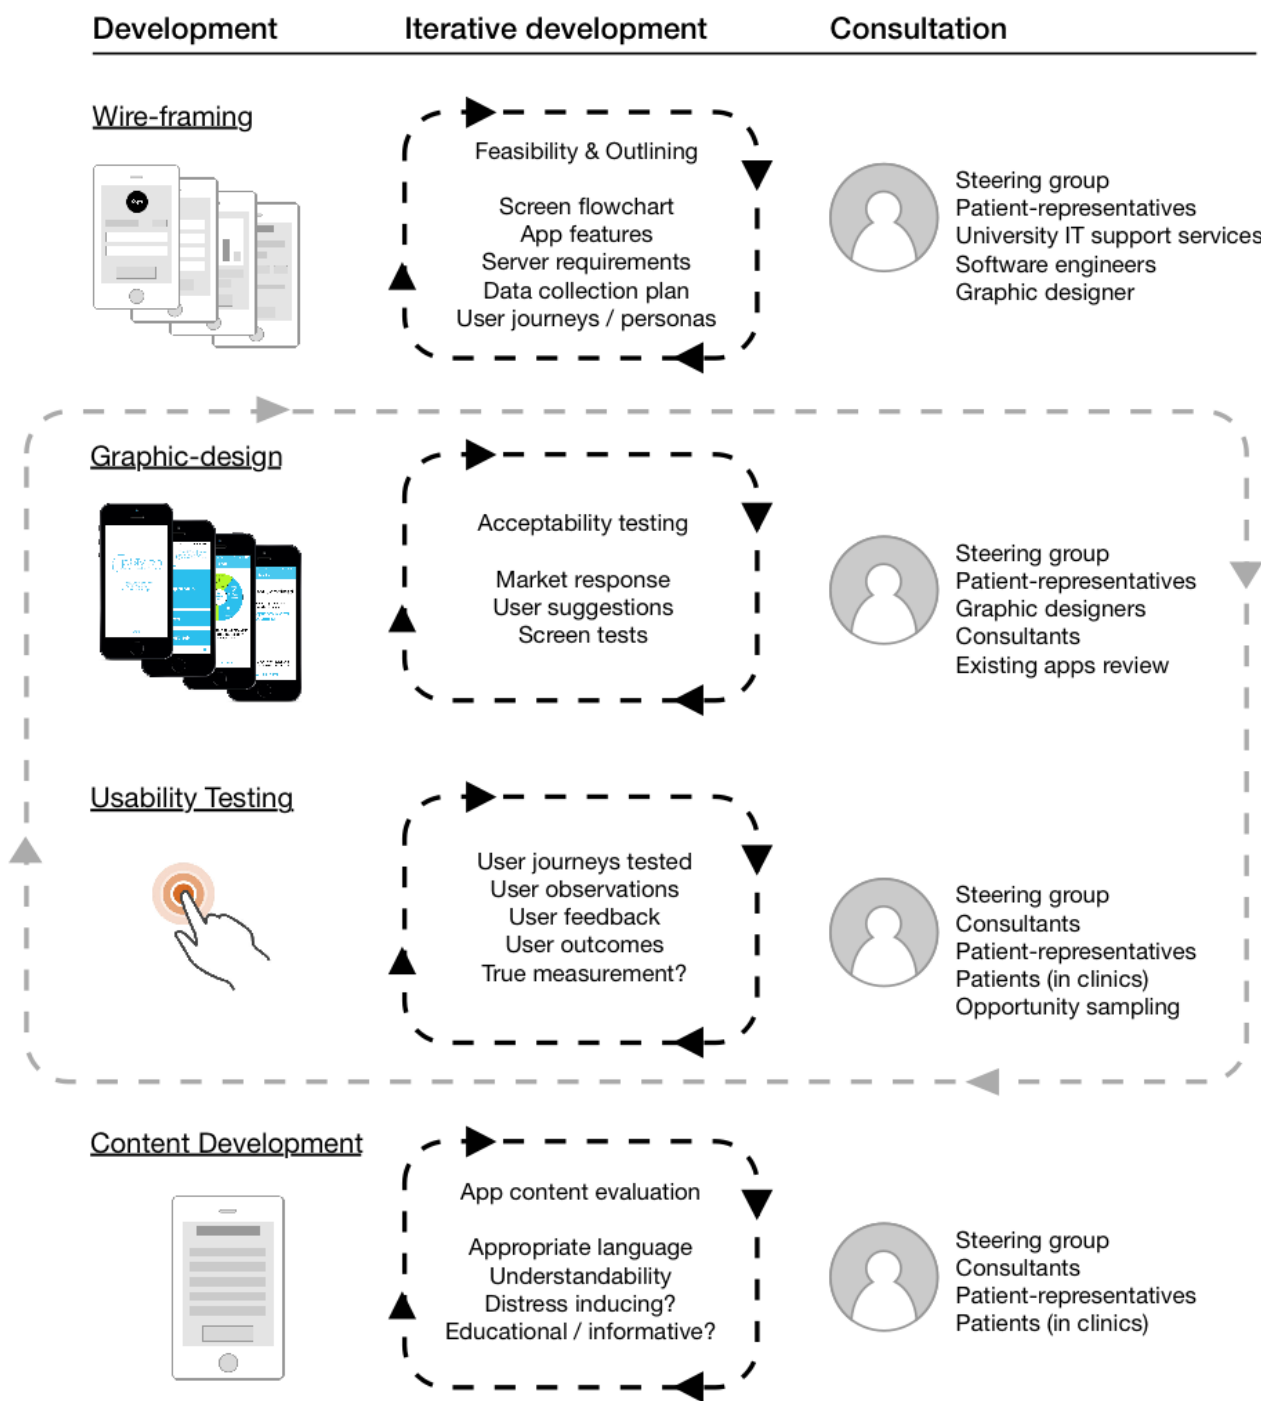 Development
Iterative development
Consultation
Wire-framing
Feasibility & Outlining
Screen flowchart
App features
Server requirements
Data collection plan
User journeys / personas
Steering group
Patient-representatives
University IT support services
Software engineers
Graphic designer
Graphic-design
Acceptability testing
Market response
User suggestions
Screen tests
Steering group
Patient-representatives
Graphic designers
Consultants
Existing apps review
Usability Testing
User journeys tested
User observations
User feedback
User outcomes
True measurement?
Steering group
Consultants
Patient-representatives
Patients (in clinics)
Opportunity sampling
Content Development
App content evaluation
Appropriate language
Understandability
Distress inducing?
Educational / informative?
Steering group
Consultants
Patient-representatives
Patients (in clinics)